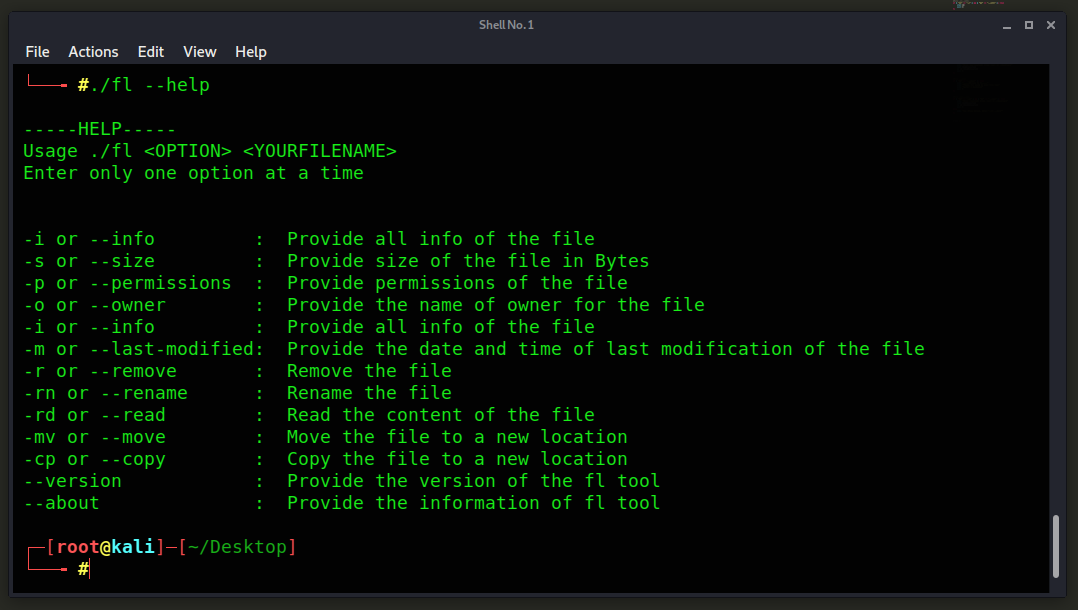 Shell No. 1
File Actions Edit View Help
#./fl --help
-----HELP-----
Usage ./fl <OPTION> <YOURFILENAME>
Enter only one option at a time
-i or --info         :  Provide all info of the file
-s or --size         :  Provide size of the file in Bytes
-p or --permissions  :  Provide permissions of the file
-o or --owner        :  Provide the name of owner for the file
-i or --info         :  Provide all info of the file
-m or --last-modified:  Provide the date and time of last modification of the file
-r or --remove       :  Remove the file
-rn or --rename      :  Rename the file
-rd or --read        :  Read the content of the file
-mv or --move        :  Move the file to a new location
-cp or --copy        :  Copy the file to a new location
--version            :  Provide the version of the fl tool
--about              :  Provide the information of fl tool
┌─[root@kali]─[~/Desktop]
└──╼ #